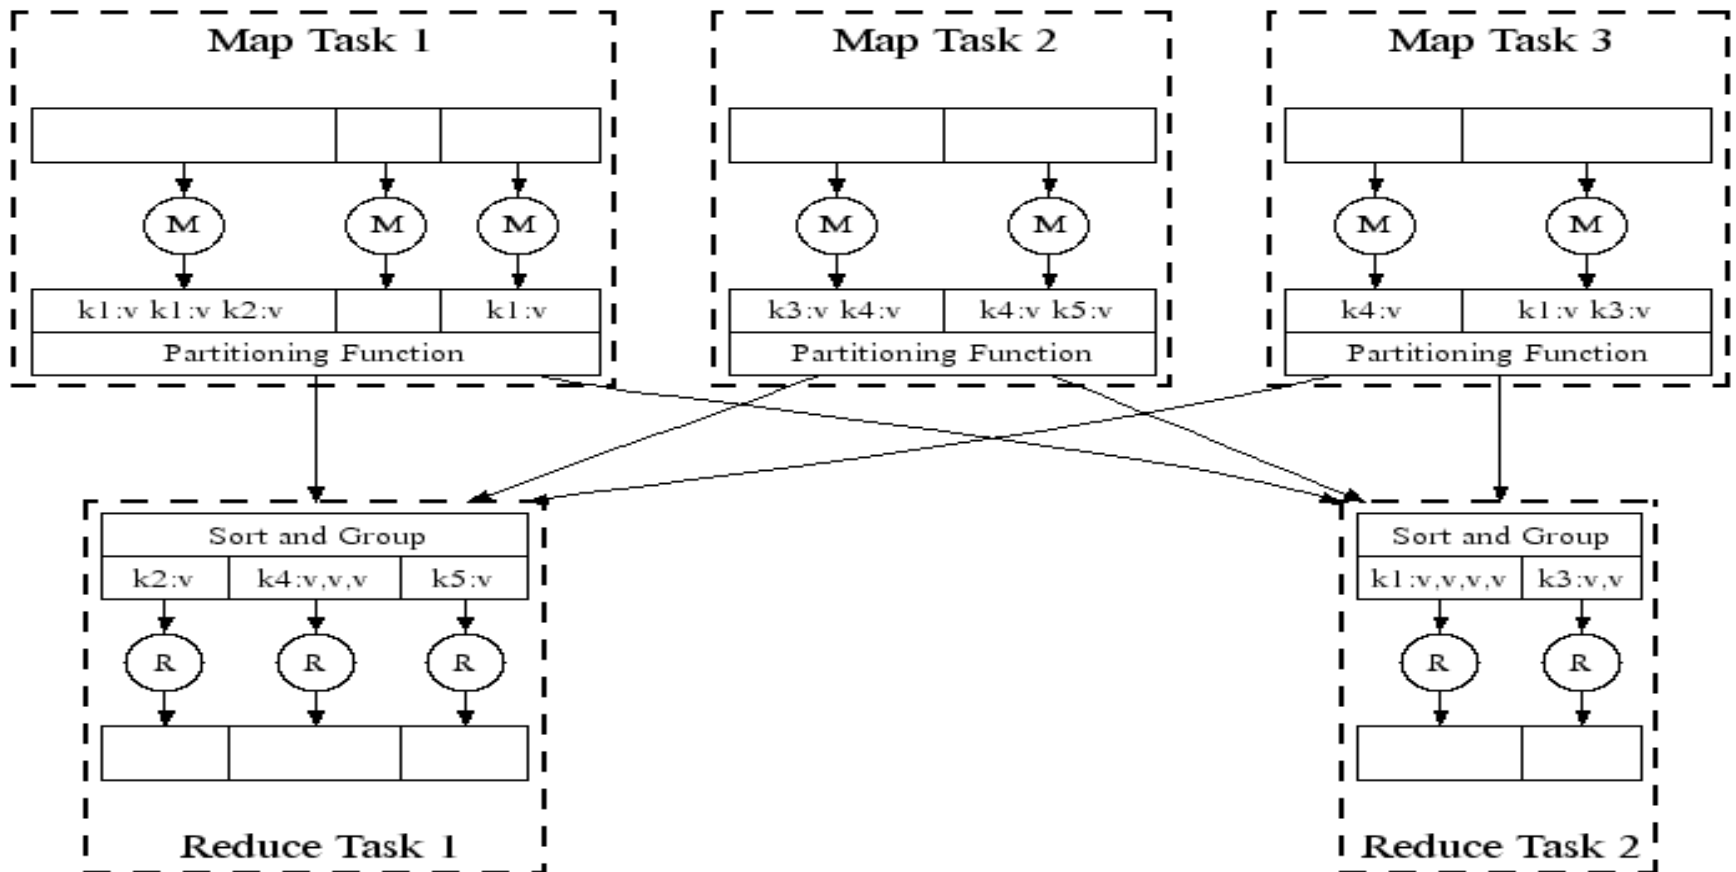 Map Task 1 Map Task 2 Map Task 3
M M M M M M M
k1:v k1:v k2:v k1:v k3:v k4:v k4:v k5:v k4:v k1:v k3:v
Partitioning Function Partitioning Function Partitioning Function
Sort and Group Sort and Group
k2:v k4:v,v,v k5:v k1:v,v,v,v k3:v,v
R R R R R
Reduce Task 1 Reduce Task 2